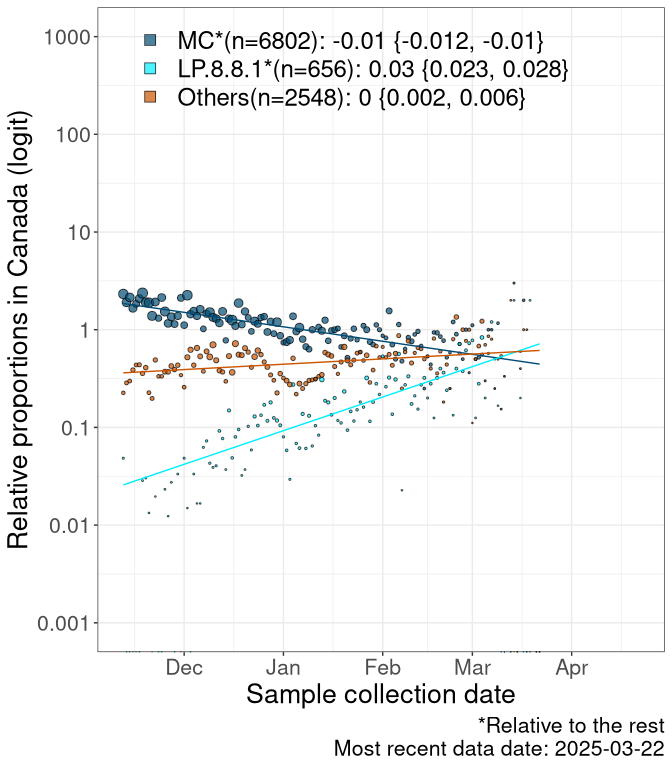 MC*(n=6802): -0.01 {-0.012, -0.01}
LP.8.8.1*(n=656): 0.03 {0.023, 0.028}
Others(n=2548): 0 {0.002, 0.006}
Relative proportions in Canada (logit)
1000
100
10
1
0.1
0.01
0.001
Dec Jan Feb Mar Apr
Sample collection date
*Relative to the rest
Most recent data date: 2025-03-22